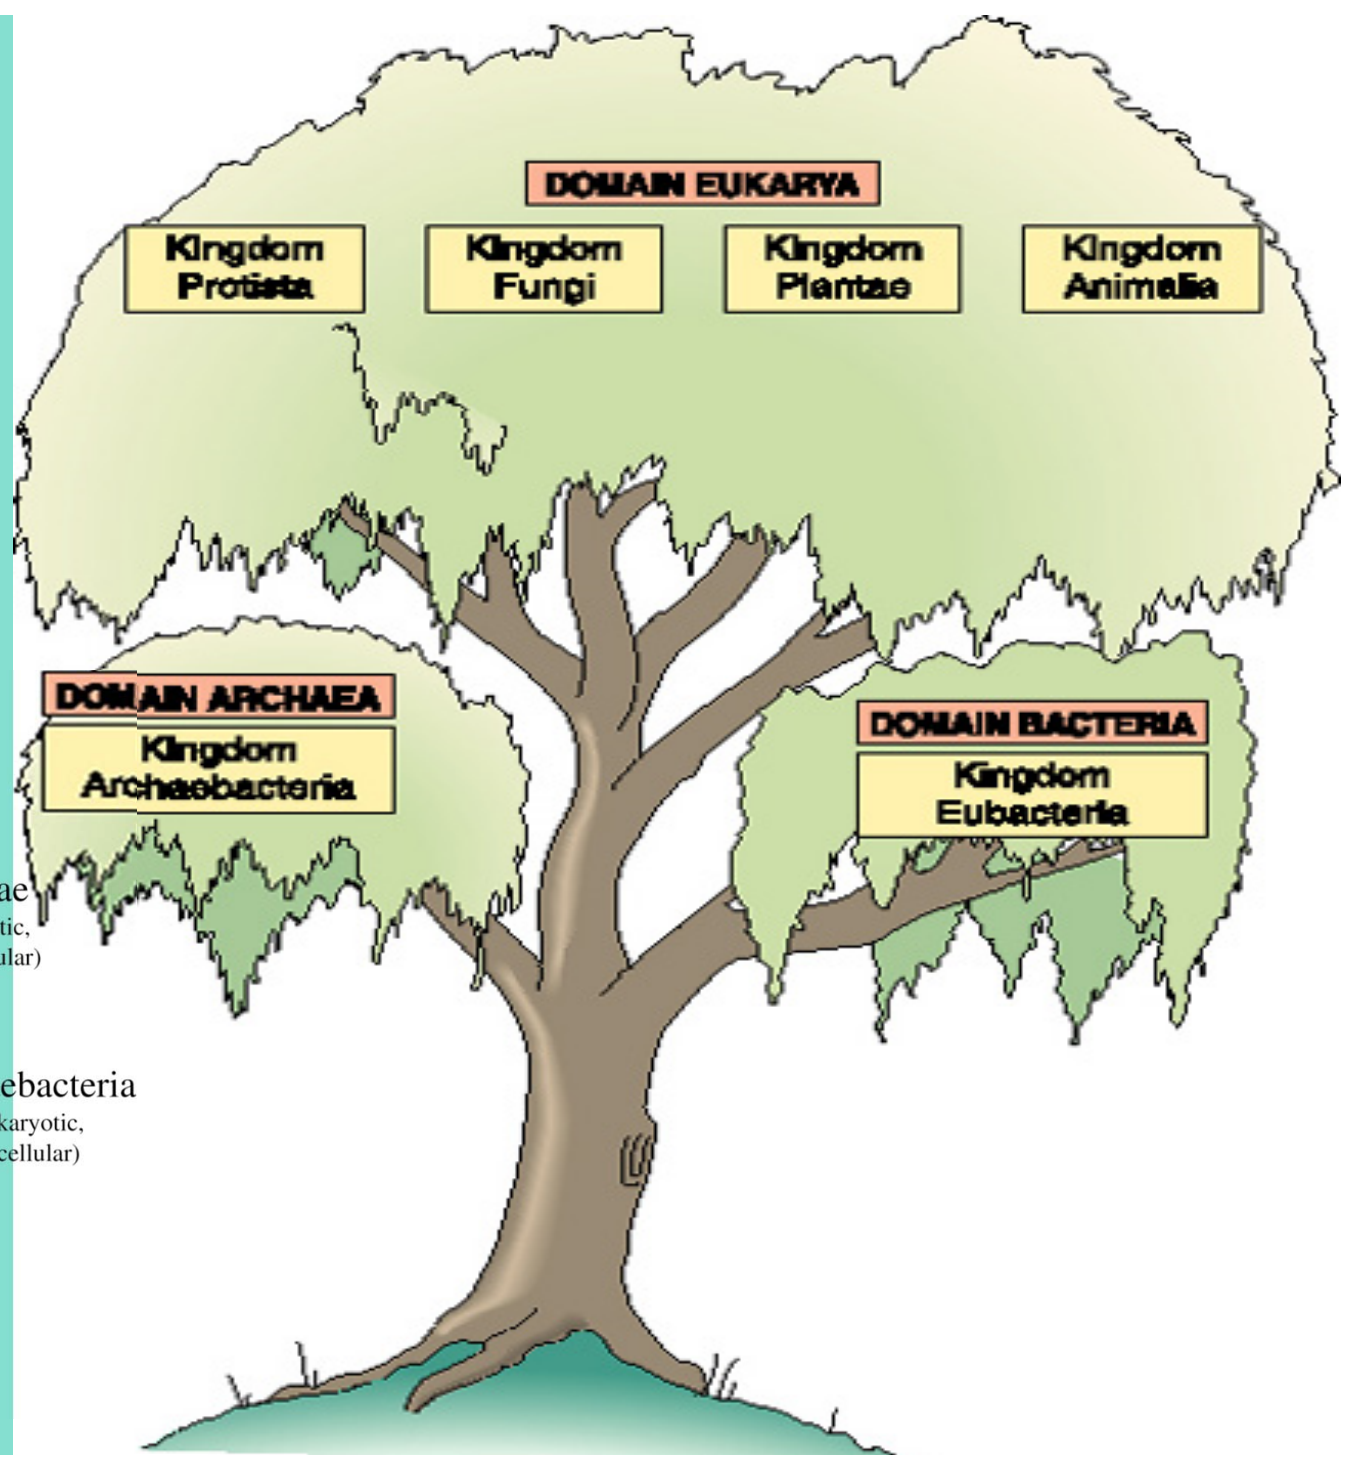 DOMAIN EUKARYA
Kingdom
Protista
Kingdom
Fungi
Kingdom
Plantae
Kingdom
Animalia
DOMAIN ARCHAEA
Kingdom
Archaebacteria
DOMAIN BACTERIA
Kingdom
Eubacteria
ae
tic,
ular)
ebacteria
karyotic,
cellular)